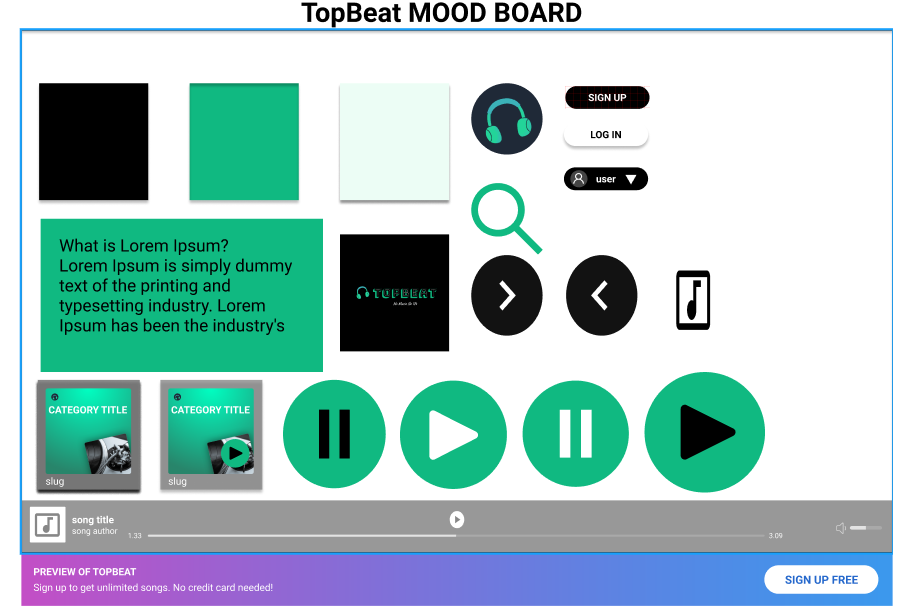 TopBeat MOOD BOARD
SIGN UP
LOG IN
user
What is Lorem Ipsum?
Lorem Ipsum is simply dummy
text of the printing and
typesetting industry. Lorem
Ipsum has been the industry's
TOPBEAT
CATEGORY TITLE
slug
CATEGORY TITLE
slug
song title
song author
1.33
3.09
PREVIEW OF TOPBEAT
Sign up to get unlimited songs. No credit card needed!
SIGN UP FREE